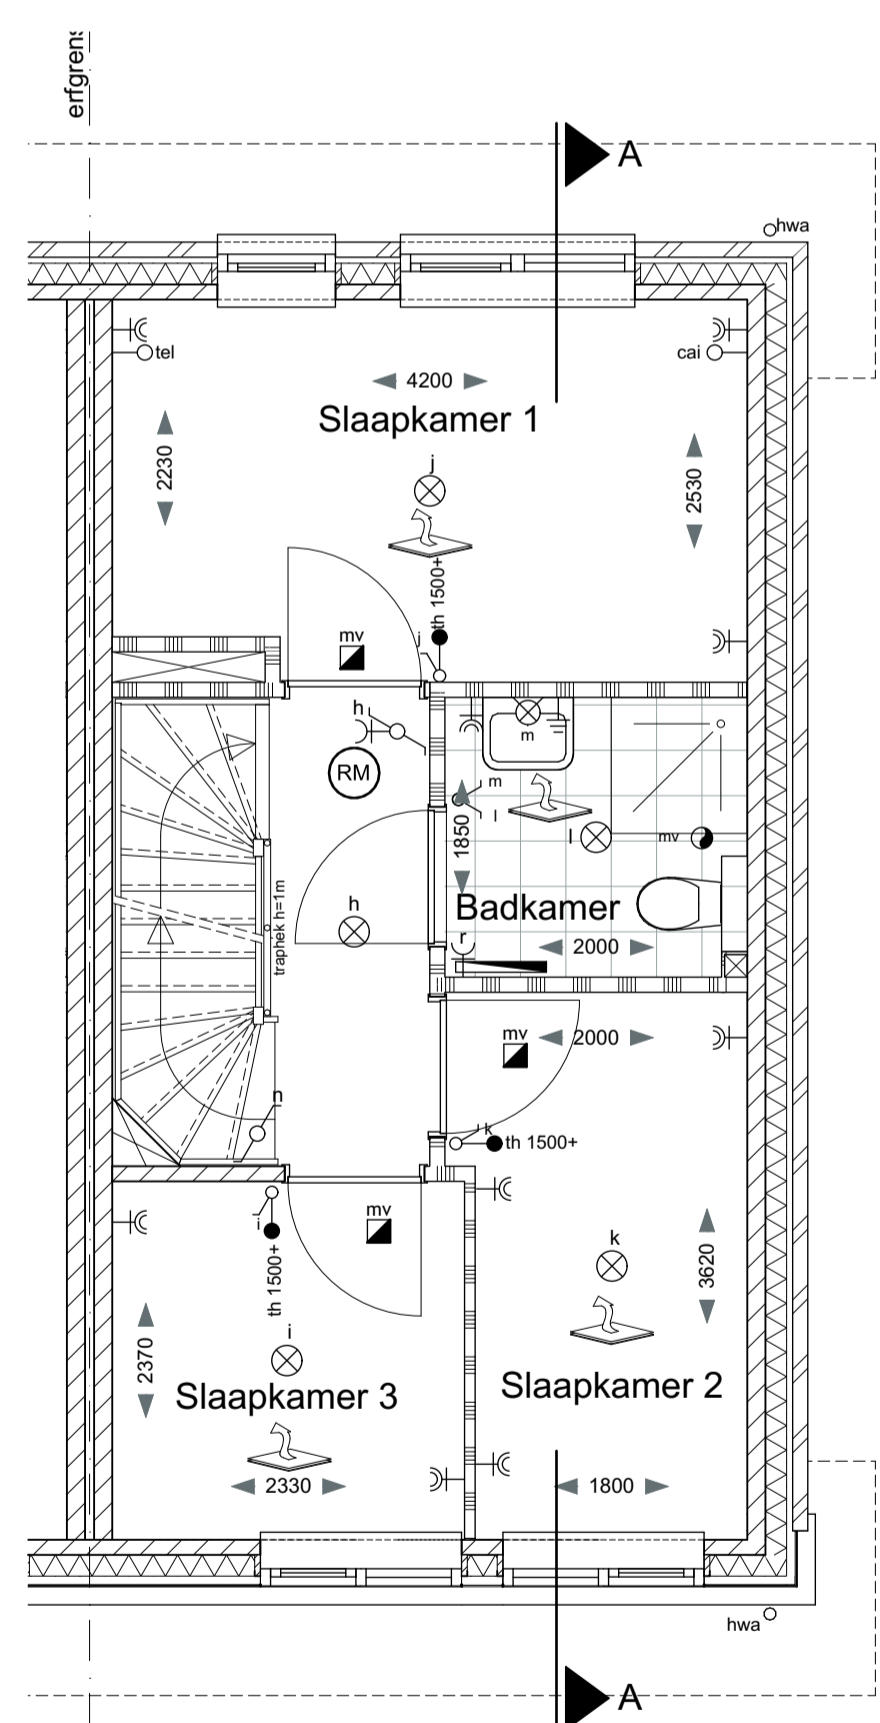 erfgrens
A
hwa
tel
cai
4200
Slaapkamer 1
2230
2530
j
th 1500+
j
mv
h
RM
m
m
l
1850
l
mv
h
traphek h=1m
Badkamer
r
2000
mv
2000
n
k
th 1500+
i
mv
th 1500+
k
3620
i
2370
Slaapkamer 3
Slaapkamer 2
2330
1800
hwa
A